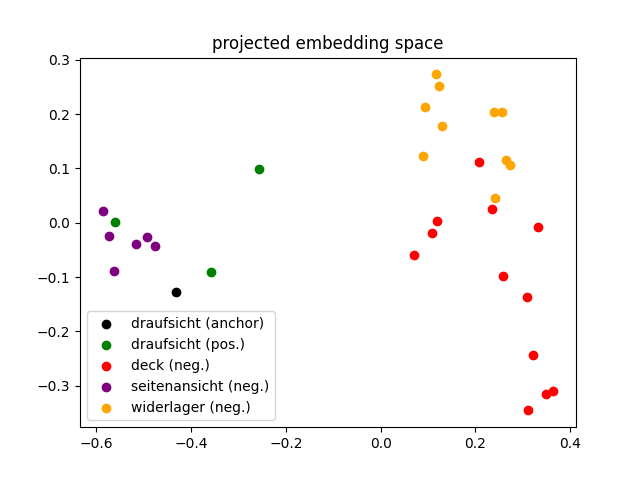 projected embedding space
0.3
0.2
0.1
0.0
−0.1
−0.2
−0.3
draufsicht (anchor)
draufsicht (pos.)
deck (neg.)
seitenansicht (neg.)
widerlager (neg.)
−0.6 −0.4 −0.2 0.0 0.2 0.4